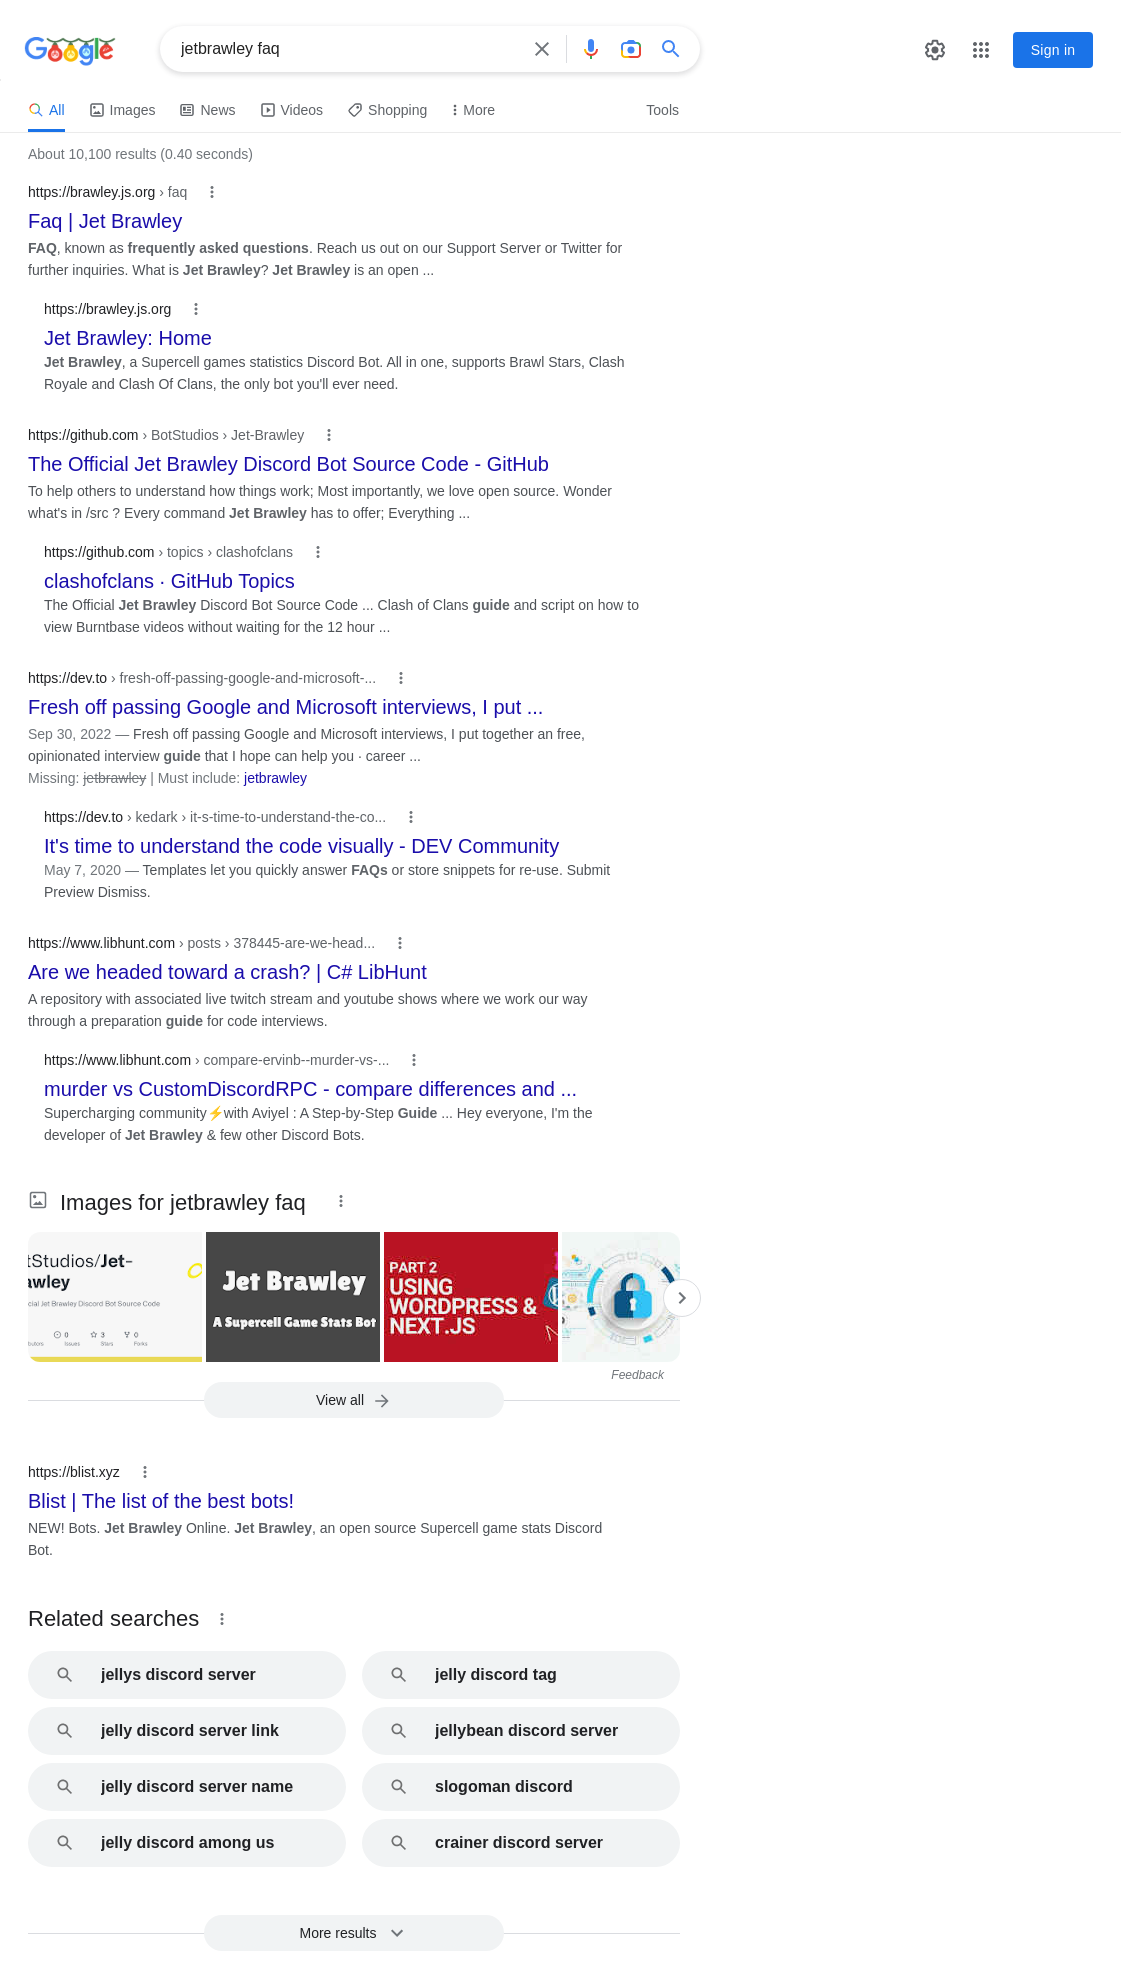 Google
jetbrawley faq
Sign in
All
Images
News
Videos
Shopping
More
Tools
About 10,100 results (0.40 seconds)
https://brawley.js.org › faq
Faq | Jet Brawley
FAQ, known as frequently asked questions. Reach us out on our Support Server or Twitter for
further inquiries. What is Jet Brawley? Jet Brawley is an open ...
https://brawley.js.org
Jet Brawley: Home
Jet Brawley, a Supercell games statistics Discord Bot. All in one, supports Brawl Stars, Clash
Royale and Clash Of Clans, the only bot you'll ever need.
https://github.com › BotStudios › Jet-Brawley
The Official Jet Brawley Discord Bot Source Code - GitHub
To help others to understand how things work; Most importantly, we love open source. Wonder
what's in /src ? Every command Jet Brawley has to offer; Everything ...
https://github.com › topics › clashofclans
clashofclans · GitHub Topics
The Official Jet Brawley Discord Bot Source Code ... Clash of Clans guide and script on how to
view Burntbase videos without waiting for the 12 hour ...
https://dev.to › fresh-off-passing-google-and-microsoft-...
Fresh off passing Google and Microsoft interviews, I put ...
Sep 30, 2022 — Fresh off passing Google and Microsoft interviews, I put together an free,
opinionated interview guide that I hope can help you · career ...
Missing: jetbrawley | Must include: jetbrawley
https://dev.to › kedark › it-s-time-to-understand-the-co...
It's time to understand the code visually - DEV Community
May 7, 2020 — Templates let you quickly answer FAQs or store snippets for re-use. Submit
Preview Dismiss.
https://www.libhunt.com › posts › 378445-are-we-head...
Are we headed toward a crash? | C# LibHunt
A repository with associated live twitch stream and youtube shows where we work our way
through a preparation guide for code interviews.
https://www.libhunt.com › compare-ervinb--murder-vs-...
murder vs CustomDiscordRPC - compare differences and ...
Supercharging community⚡with Aviyel : A Step-by-Step Guide ... Hey everyone, I'm the
developer of Jet Brawley & few other Discord Bots.
Images for jetbrawley faq
tStudios/Jet-
awley
cial Jet Brawley Discord Bot Source Code
0
3
0
butors
Issues
Stars
Forks
Jet Brawley
A Supercell Game Stats Bot
PART 2
USING
WORDPRESS &
NEXT.JS
Feedback
View all
https://blist.xyz
Blist | The list of the best bots!
NEW! Bots. Jet Brawley Online. Jet Brawley, an open source Supercell game stats Discord
Bot.
Related searches
jellys discord server
jelly discord tag
jelly discord server link
jellybean discord server
jelly discord server name
slogoman discord
jelly discord among us
crainer discord server
More results